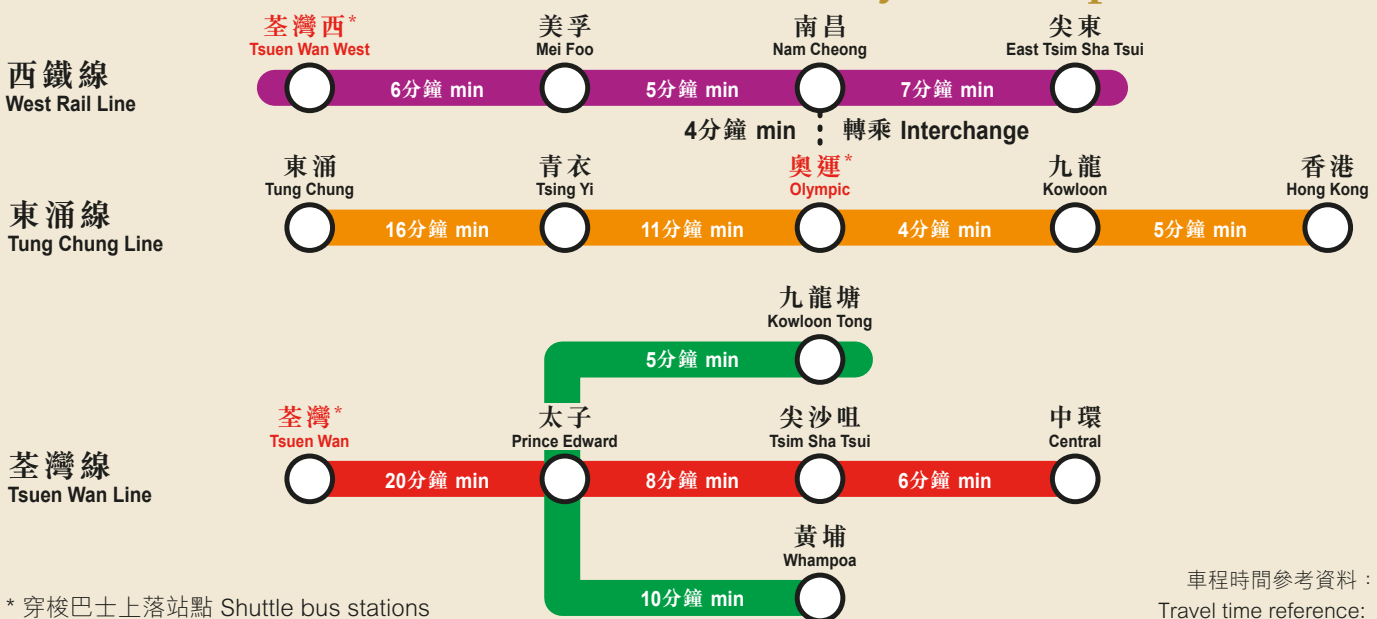 荃灣西*
Tsuen Wan West
美孚
Mei Foo
南昌
Nam Cheong
尖東
East Tsim Sha Tsui
西鐵線
West Rail Line
6分鐘 min
5分鐘 min
7分鐘 min
4分鐘 min
轉乘 Interchange
東涌
Tung Chung
青衣
Tsing Yi
奧運*
Olympic
九龍
Kowloon
香港
Hong Kong
東涌線
Tung Chung Line
16分鐘 min
11分鐘 min
4分鐘 min
5分鐘 min
九龍塘
Kowloon Tong
5分鐘 min
荃灣*
Tsuen Wan
太子
Prince Edward
尖沙咀
Tsim Sha Tsui
中環
Central
荃灣線
Tsuen Wan Line
20分鐘 min
8分鐘 min
6分鐘 min
黃埔
Whampoa
10分鐘 min
* 穿梭巴士上落站點 Shuttle bus stations
車程時間參考資料：
Travel time reference: